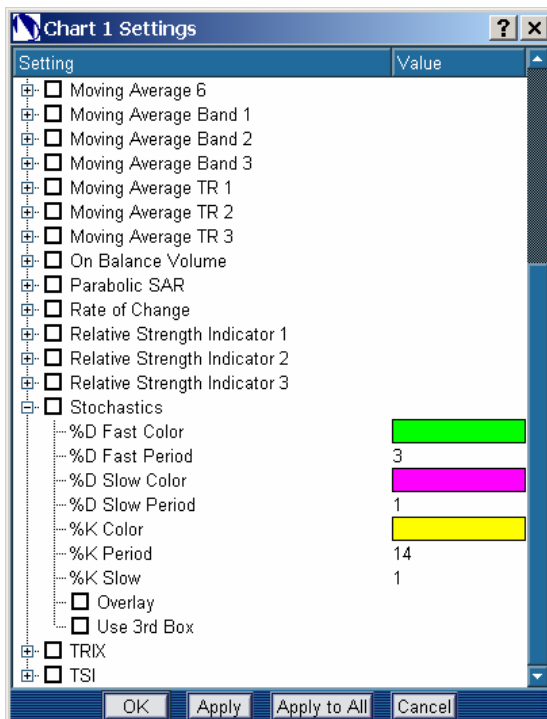 Chart 1 Settings ? ×
Setting Value
Moving Average 6
Moving Average Band 1
Moving Average Band 2
Moving Average Band 3
Moving Average TR 1
Moving Average TR 2
Moving Average TR 3
On Balance Volume
Parabolic SAR
Rate of Change
Relative Strength Indicator 1
Relative Strength Indicator 2
Relative Strength Indicator 3
Stochastics
%D Fast Color
%D Fast Period 3
%D Slow Color
%D Slow Period 1
%K Color
%K Period 14
%K Slow 1
Overlay
Use 3rd Box
TRIX
TSI
OK Apply Apply to All Cancel